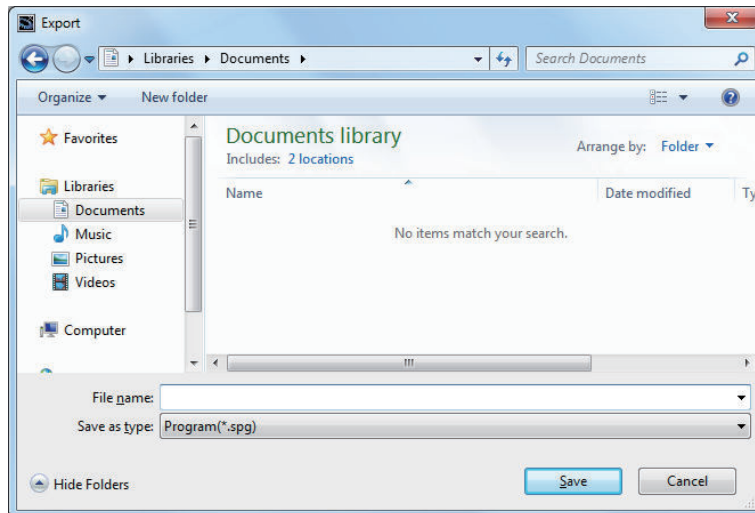 Export
Libraries Documents
Search Documents
Organize New folder
Favorites
Libraries
Documents
Music
Pictures
Videos
Computer
Documents library
Includes: 2 locations
Arrange by: Folder
Name Date modified Ty
No items match your search.
File name:
Save as type: Program(*.spg)
Hide Folders
Save Cancel